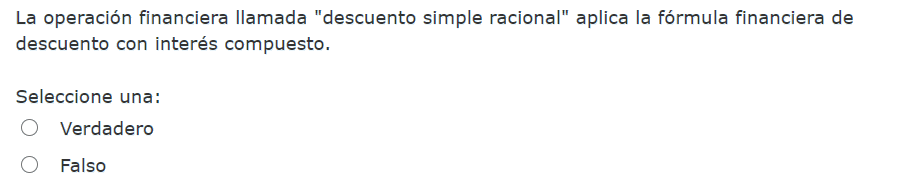 La operación financiera llamada "descuento simple racional" aplica la fórmula financiera de
descuento con interés compuesto.
Seleccione una:
Verdadero
Falso